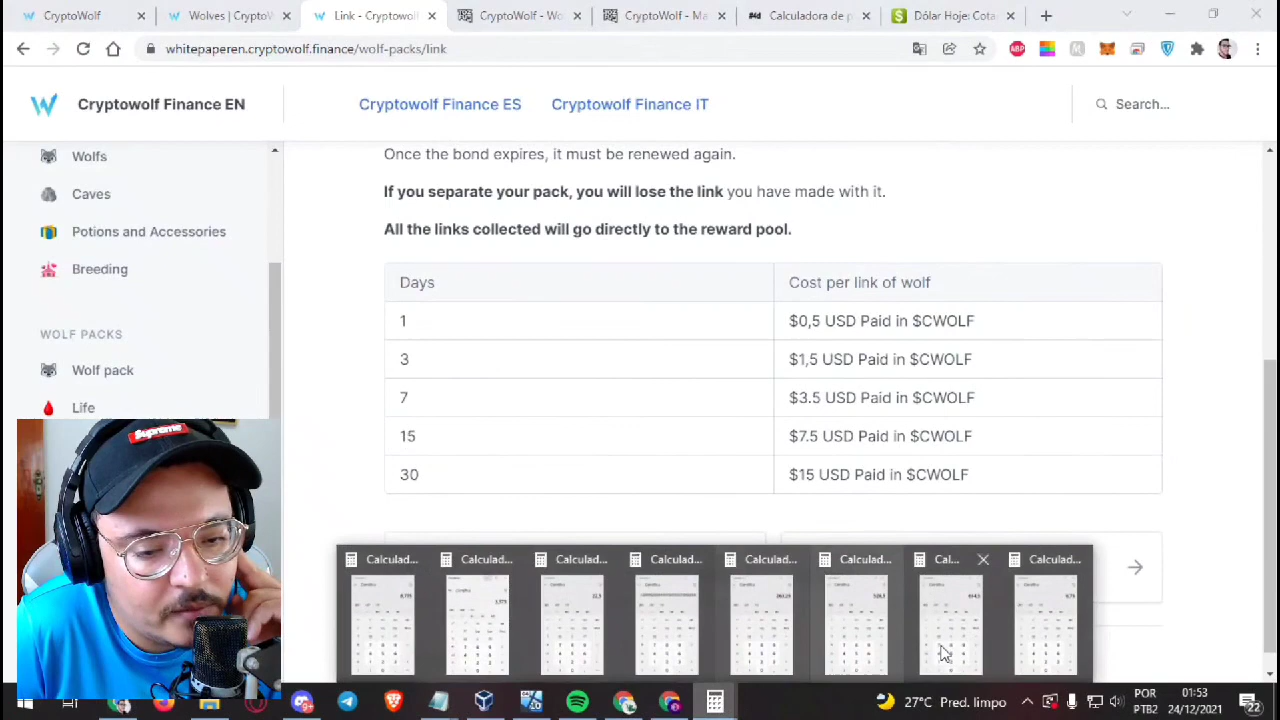 CryptoWolf
Wolves | CryptoW
Link - Cryptowolf
CryptoWolf - Wo
CryptoWolf - Ma
Calculadora de p
Dólar Hoje: Cota
whitepaperen.cryptowolf.finance/wolf-packs/link
ABP
Cryptowolf Finance EN
Cryptowolf Finance ES
Cryptowolf Finance IT
Search...
Wolfs
Caves
Potions and Accessories
Breeding
WOLF PACKS
Wolf pack
Life
Once the bond expires, it must be renewed again.
If you separate your pack, you will lose the link you have made with it.
All the links collected will go directly to the reward pool.
Days Cost per link of wolf
1 $0,5 USD Paid in $CWOLF
3 $1,5 USD Paid in $CWOLF
7 $3.5 USD Paid in $CWOLF
15 $7.5 USD Paid in $CWOLF
30 $15 USD Paid in $CWOLF
Supreme
Calculad...
Calculad...
Calculad...
Calculad...
Calculad...
Calculad...
Cal...
Calculad...
27°C Pred. limpo
POR
PTB2
01:53
24/12/2021
22